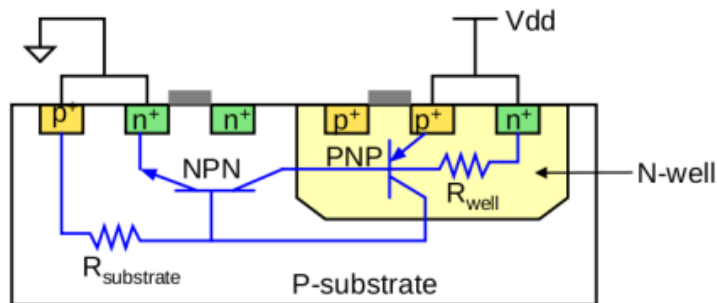 Vdd
p+ n+ n+ p+ p+ n+
NPN PNP
Rwell
N-well
Rsubstrate
P-substrate